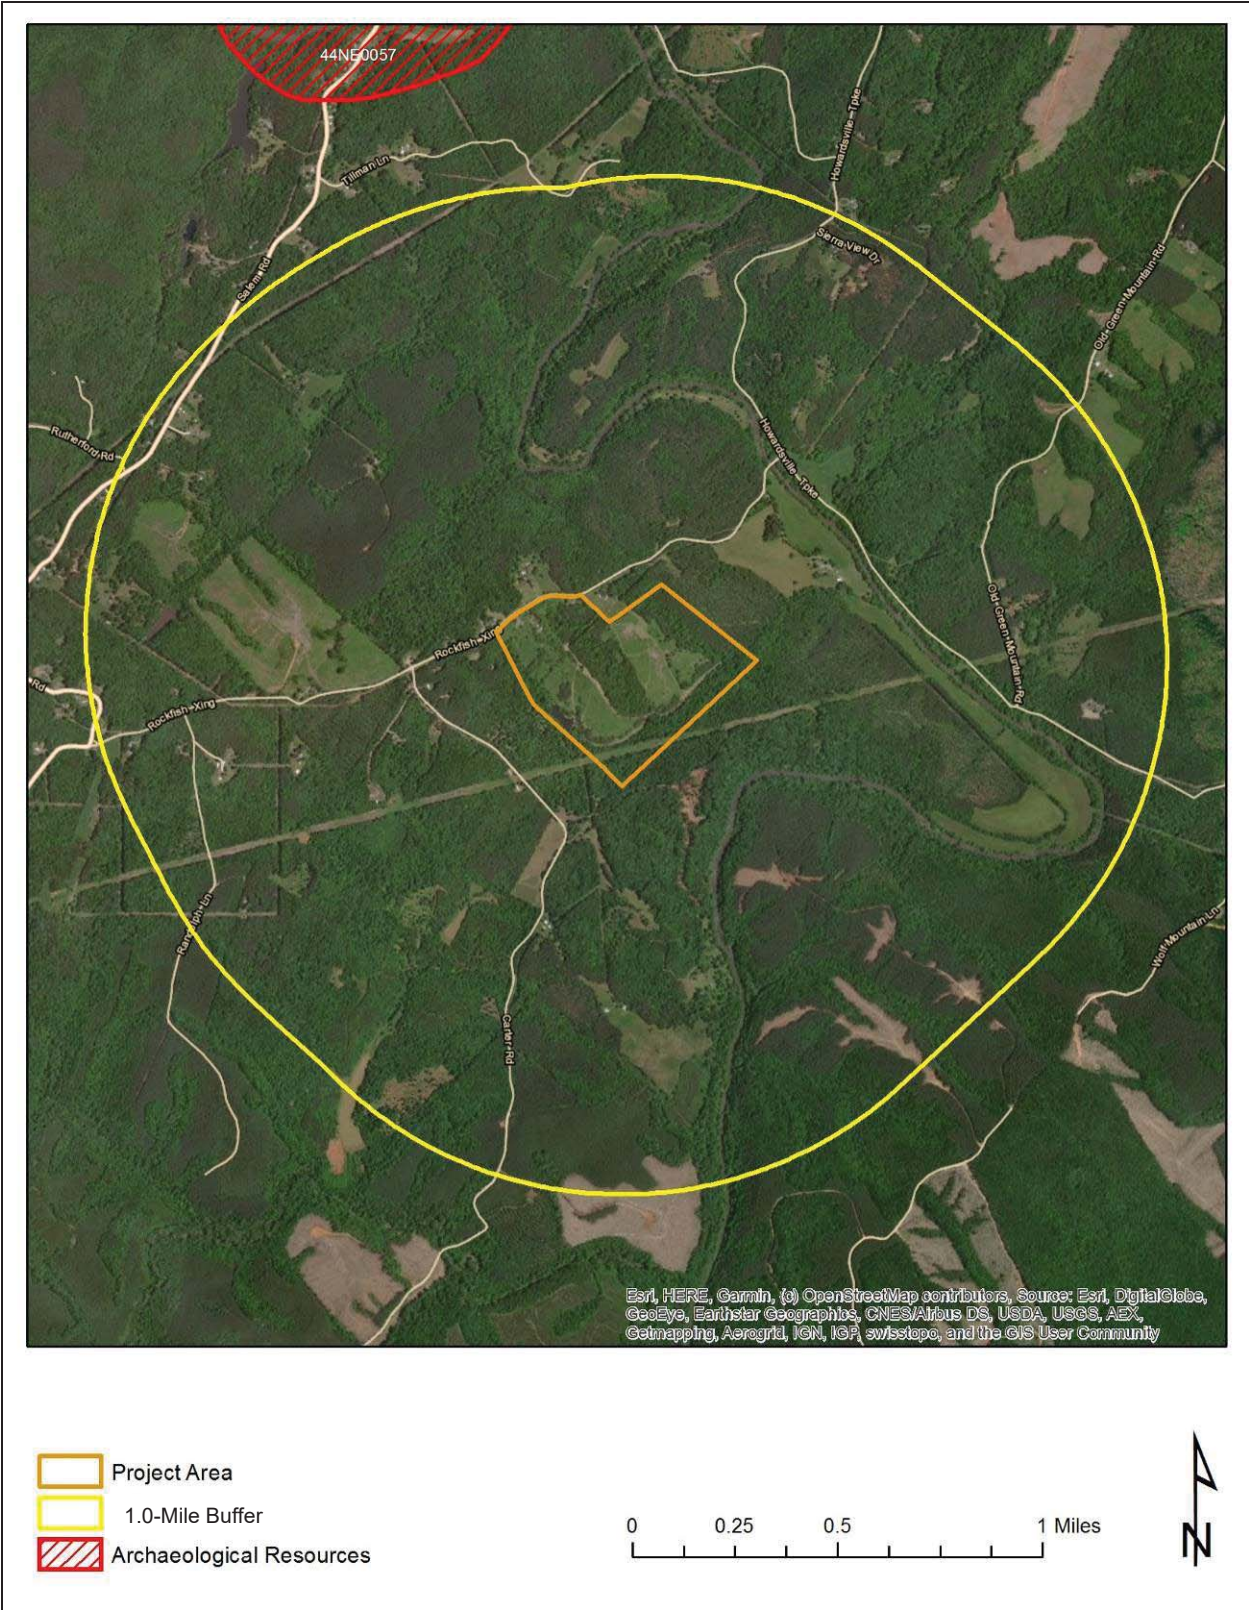 44NE0057
Howardsville Tpke
Tillman Ln
Sierra View Dr
Salem Rd
Old Green Mountain Rd
Rutherford Rd
Howardsville Tpke
Old Green Mountain Rd
Rockfish Xing
Rd
Rockfish Xing
Randolph Ln
Wolf Mountain Ln
Carter Rd
Esri, HERE, Garmin, (c) OpenStreetMap contributors, Source: Esri, DigitalGlobe,
GeoEye, Earthstar Geographics, CNES/Airbus DS, USDA, USGS, AEX,
Getmapping, Aerogrid, IGN, IGP, swisstopo, and the GIS User Community
Project Area
1.0-Mile Buffer
Archaeological Resources
0 0.25 0.5 1 Miles
N